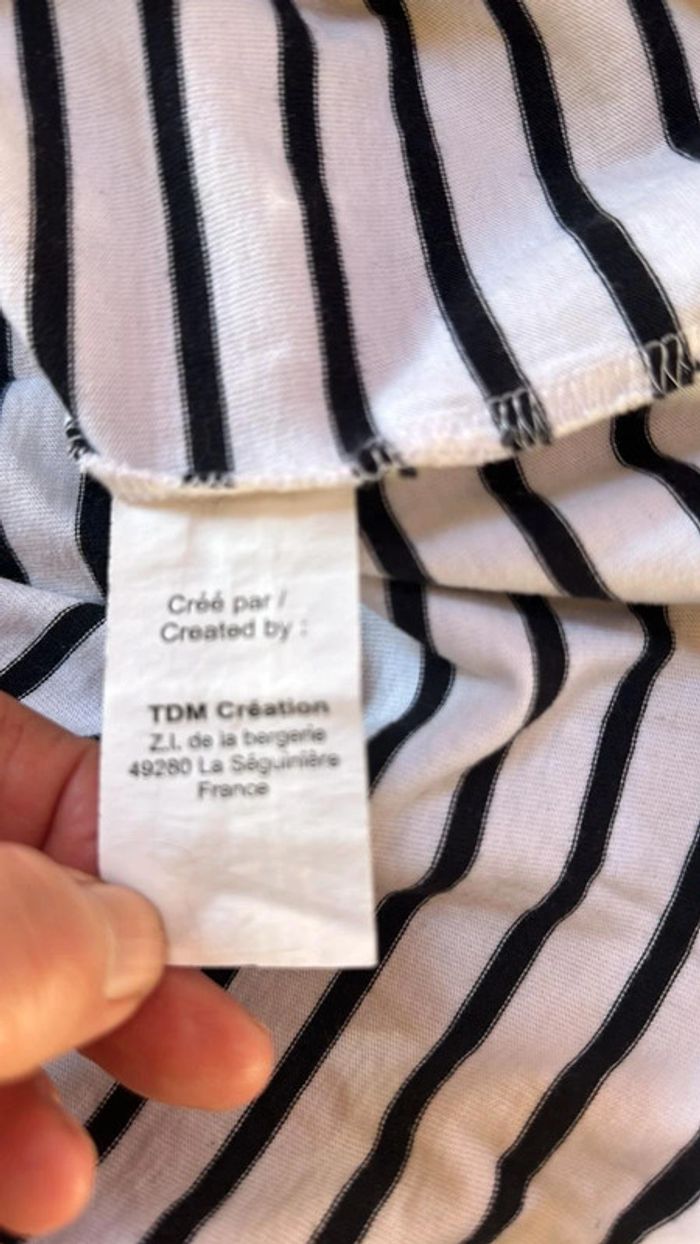 Créé par /
Created by :
TDM Création
Z.I. de la bergerie
49280 La Séguinière
France